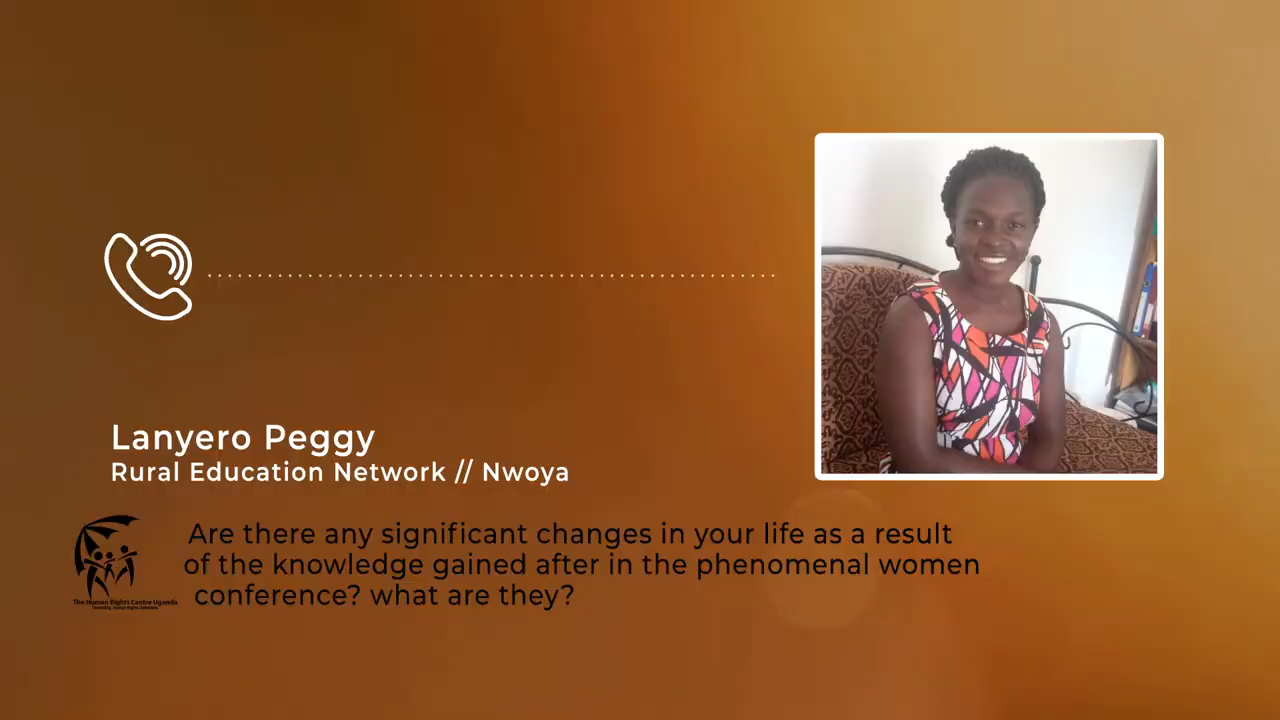 Lanyero Peggy
Rural Education Network // Nwoya
Are there any significant changes in your life as a result
of the knowledge gained after in the phenomenal women
conference? what are they?
The Human Rights Centre Uganda